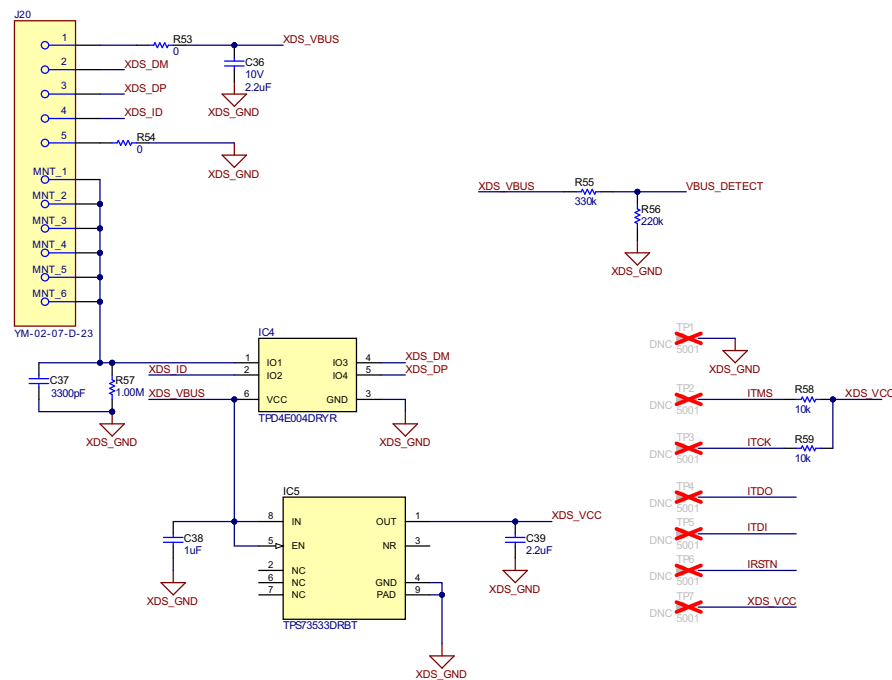 J20
1
R53
0
XDS_VBUS
C36
10V
2.2uF
XDS_GND
2
XDS_DM
3
XDS_DP
4
XDS_ID
5
R54
0
XDS_GND
MNT_1
MNT_2
MNT_3
MNT_4
MNT_5
MNT_6
YM-02-07-D-23
XDS_VBUS
R55
330k
VBUS_DETECT
R56
220k
XDS_GND
C37
3300pF
R57
1.00M
XDS_GND
XDS_ID
XDS_VBUS
IC4
1
IO1
2
IO2
6
VCC
IO3
4
XDS_DM
IO4
5
XDS_DP
GND
3
TPD4E004DRYR
XDS_GND
IC5
8
IN
5
EN
2
NC
6
NC
7
NC
OUT
1
NR
3
GND
4
PAD
9
TPS73533DRBT
C38
1uF
XDS_GND
XDS_VCC
C39
2.2uF
XDS_GND
XDS_GND
TP1
DNC
5001
XDS_GND
TP2
DNC
5001
ITMS
R58
10k
XDS_VCC
TP3
DNC
5001
ITCK
R59
10k
TP4
DNC
5001
ITDO
TP5
DNC
5001
ITDI
TP6
DNC
5001
IRSTN
TP7
DNC
5001
XDS_VCC